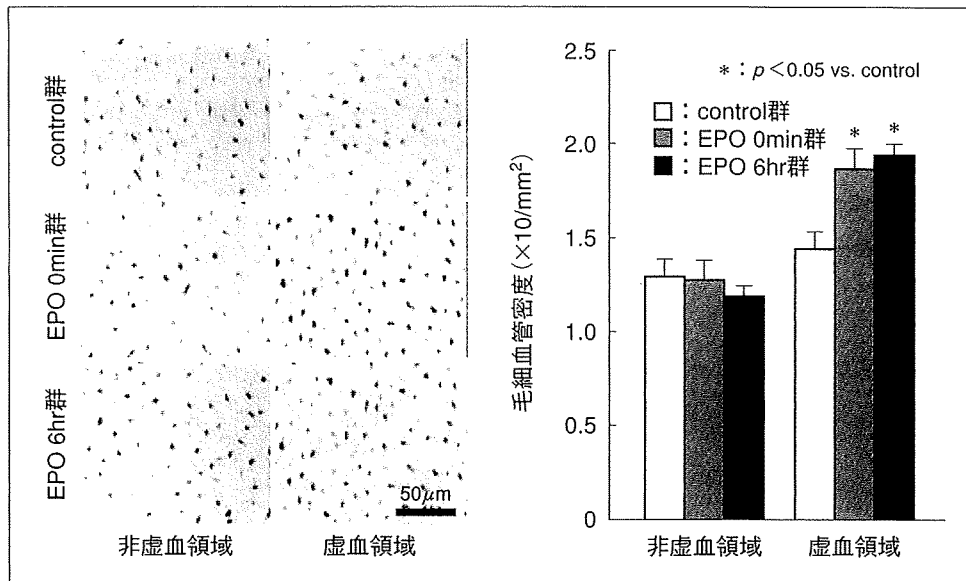 control群
EPO 0min群
EPO 6hr群
50μm
非虚血領域
虚血領域
毛細血管密度(×10/mm²)
2.5
2.0
1.5
1.0
0.5
0
*:p<0.05 vs. control
:control群
:EPO 0min群
:EPO 6hr群
* *
非虚血領域
虚血領域